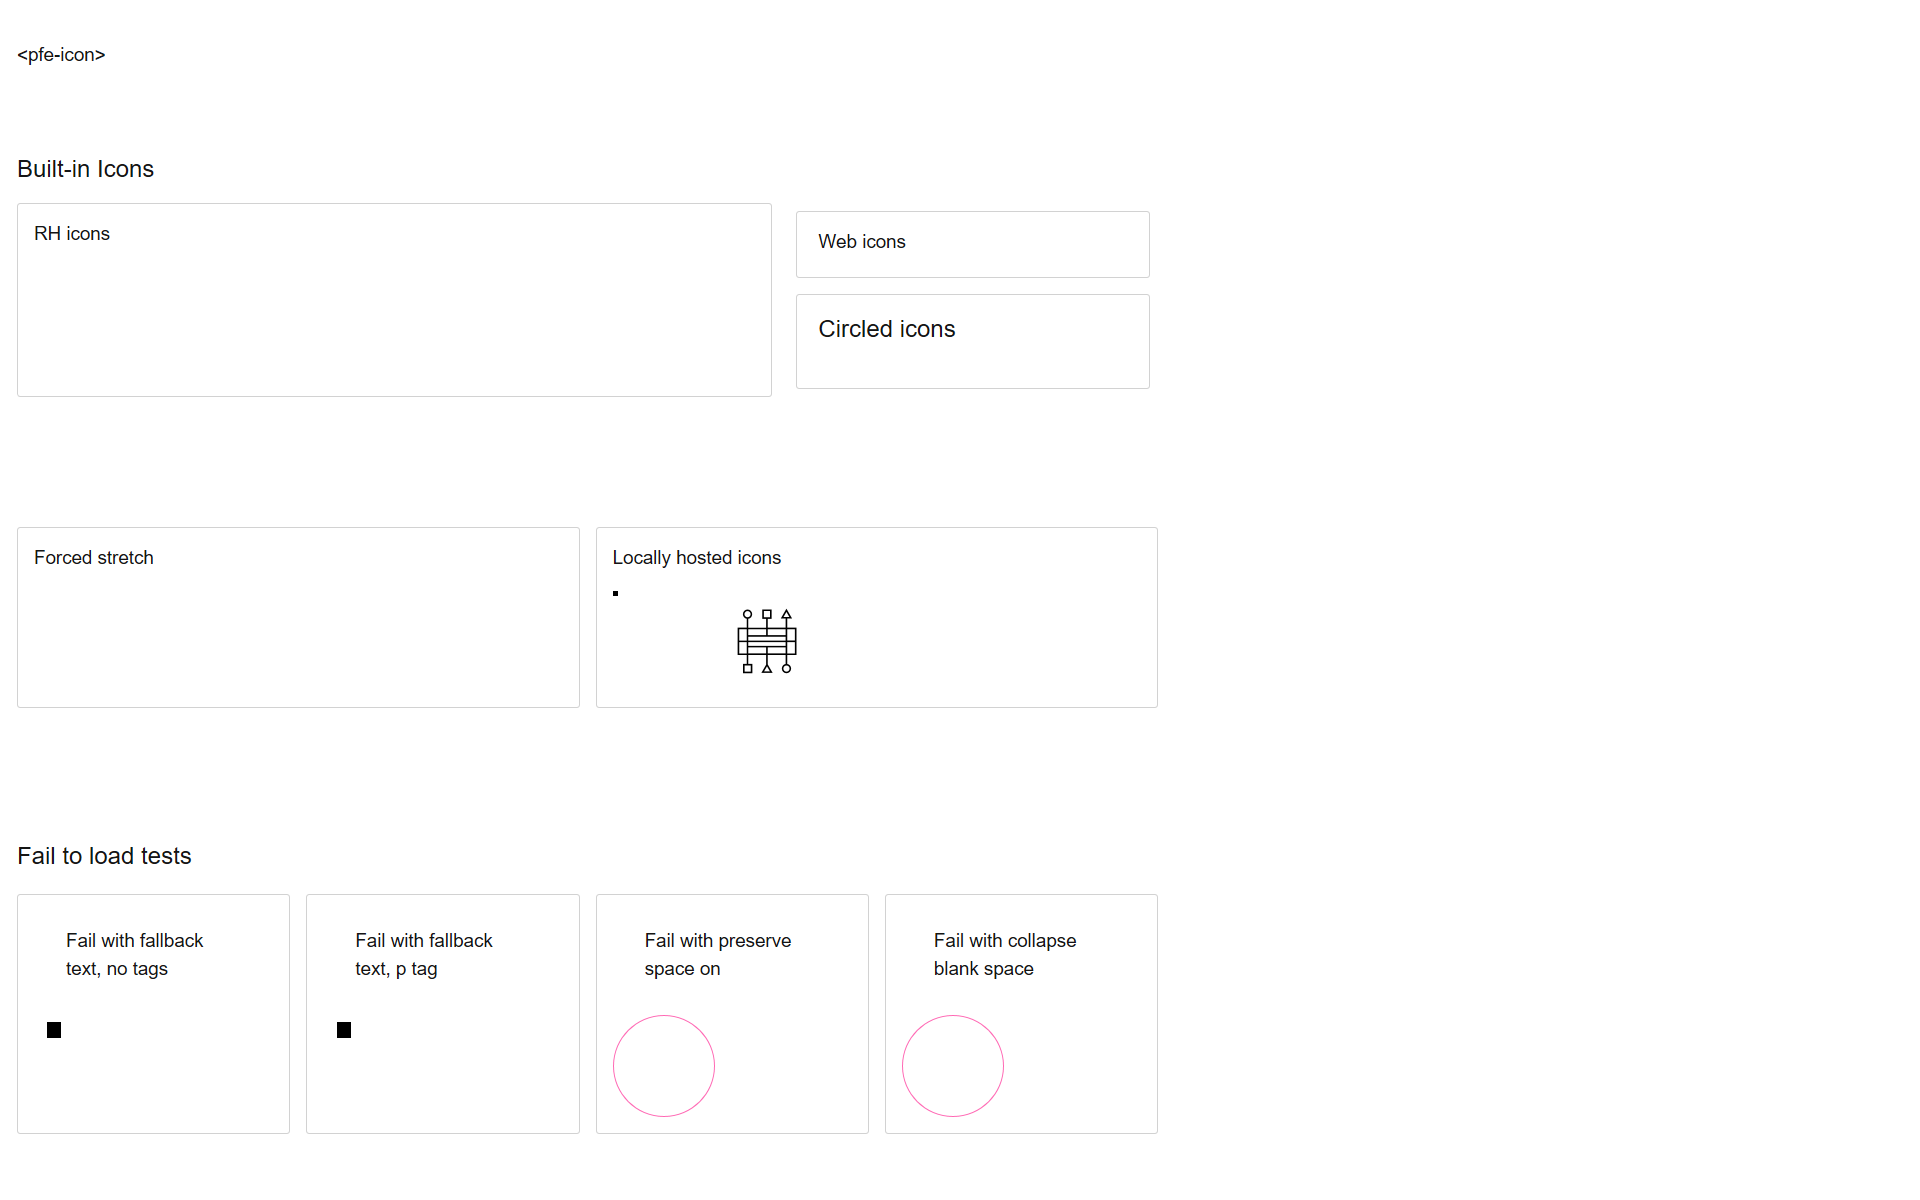 <pfe-icon>
Built-in Icons
RH icons
Web icons
Circled icons
Forced stretch
Locally hosted icons
Fail to load tests
Fail with fallback
text, no tags
Fail with fallback
text, p tag
Fail with preserve
space on
Fail with collapse
blank space